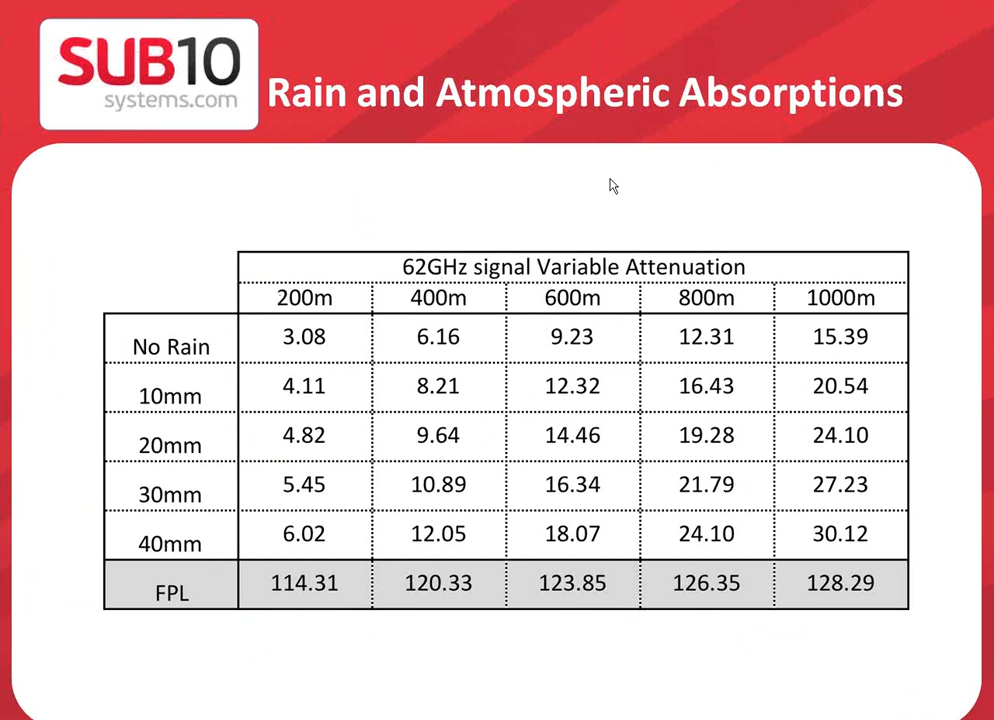 SUB10
systems.com
Rain and Atmospheric Absorptions
62GHz signal Variable Attenuation
200m 400m 600m 800m 1000m
No Rain 3.08 6.16 9.23 12.31 15.39
10mm 4.11 8.21 12.32 16.43 20.54
20mm 4.82 9.64 14.46 19.28 24.10
30mm 5.45 10.89 16.34 21.79 27.23
40mm 6.02 12.05 18.07 24.10 30.12
FPL 114.31 120.33 123.85 126.35 128.29